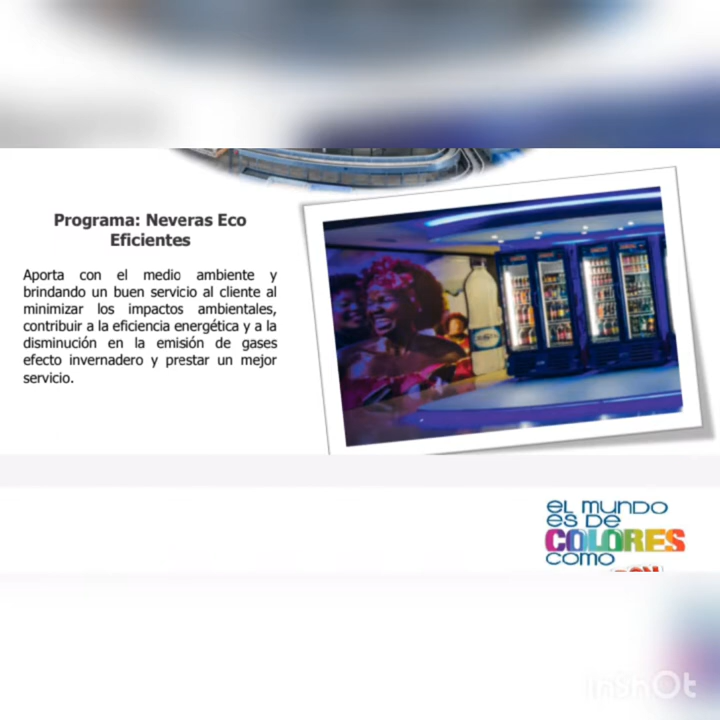 Programa: Neveras Eco
Eficientes
Aporta con el medio ambiente y
brindando un buen servicio al cliente al
minimizar los impactos ambientales,
contribuir a la eficiencia energética y a la
disminución en la emisión de gases
efecto invernadero y prestar un mejor
servicio.
eL MUNDO
es De
COLORES
COMO
InShOt